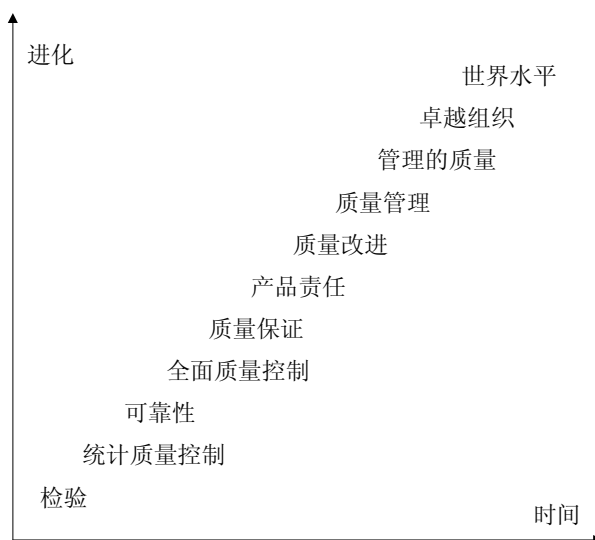 进化
世界水平
卓越组织
管理的质量
质量管理
质量改进
产品责任
质量保证
全面质量控制
可靠性
统计质量控制
检验
时间